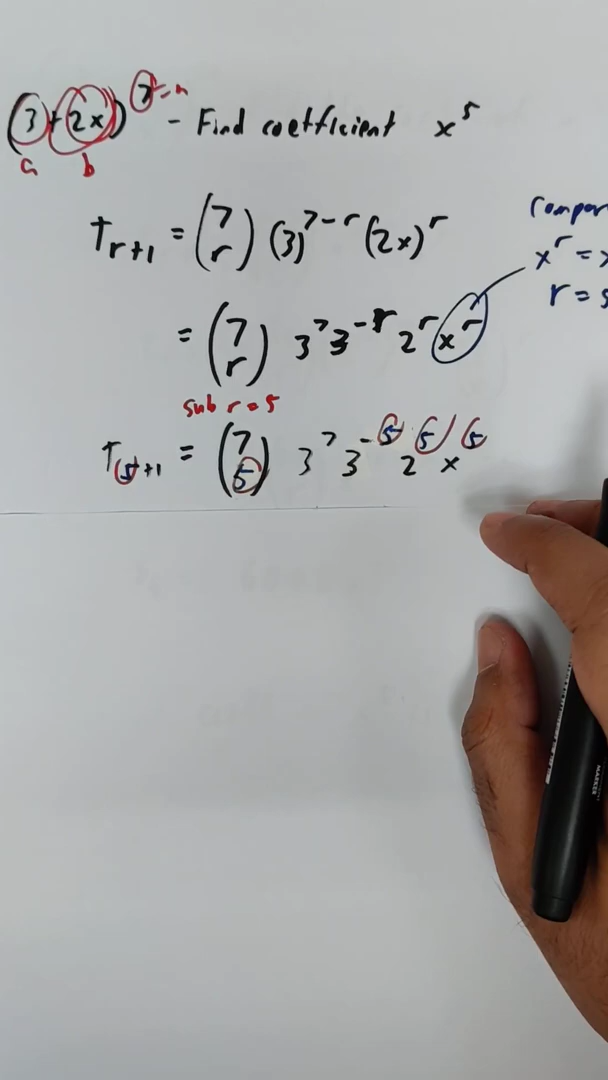 (3+2x)^7 = n - Find coefficient x^5
a b
T_{r+1} = (7 r) (3)^{7-r} (2x)^r
= (7 r) 3^7 3^{-r} 2^r x^r
sub r = 5
T_{5+1} = (7 5) 3^7 3^{-5} 2^5 x^5
x^r =
r = 5
MARKER